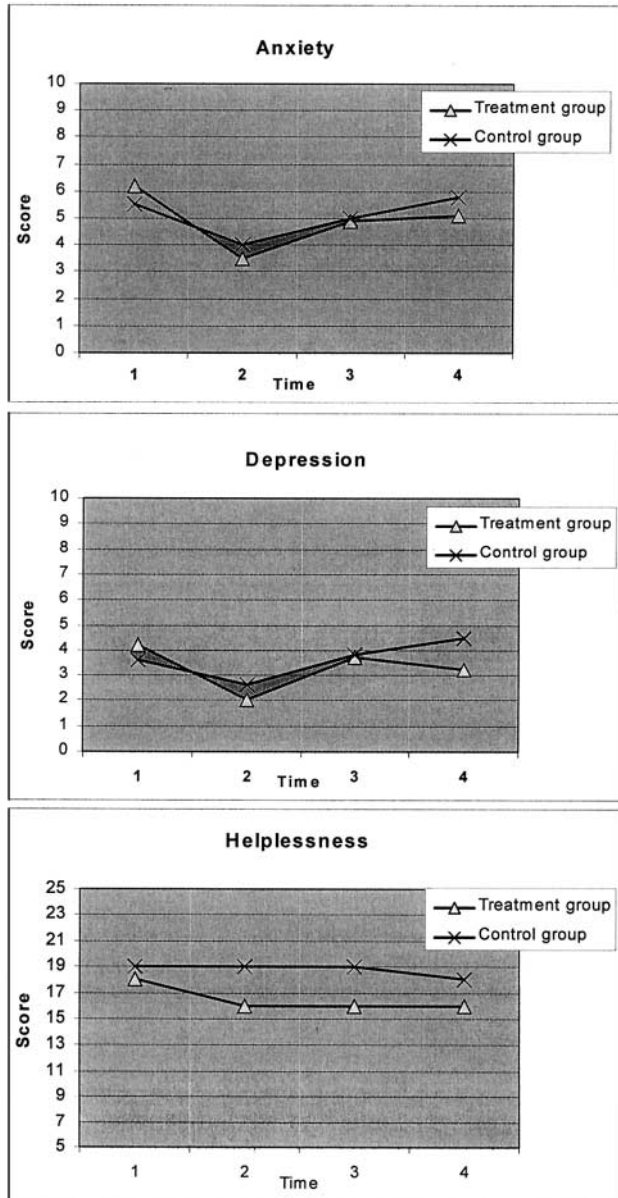 Anxiety
10
9
8
7
6
5
4
3
2
1
0
Score
Treatment group
Control group
1 2 3 4
Time
Depression
10
9
8
7
6
5
4
3
2
1
0
Score
Treatment group
Control group
1 2 3 4
Time
Helplessness
25
23
21
19
17
15
13
11
9
7
5
Score
Treatment group
Control group
1 2 3 4
Time